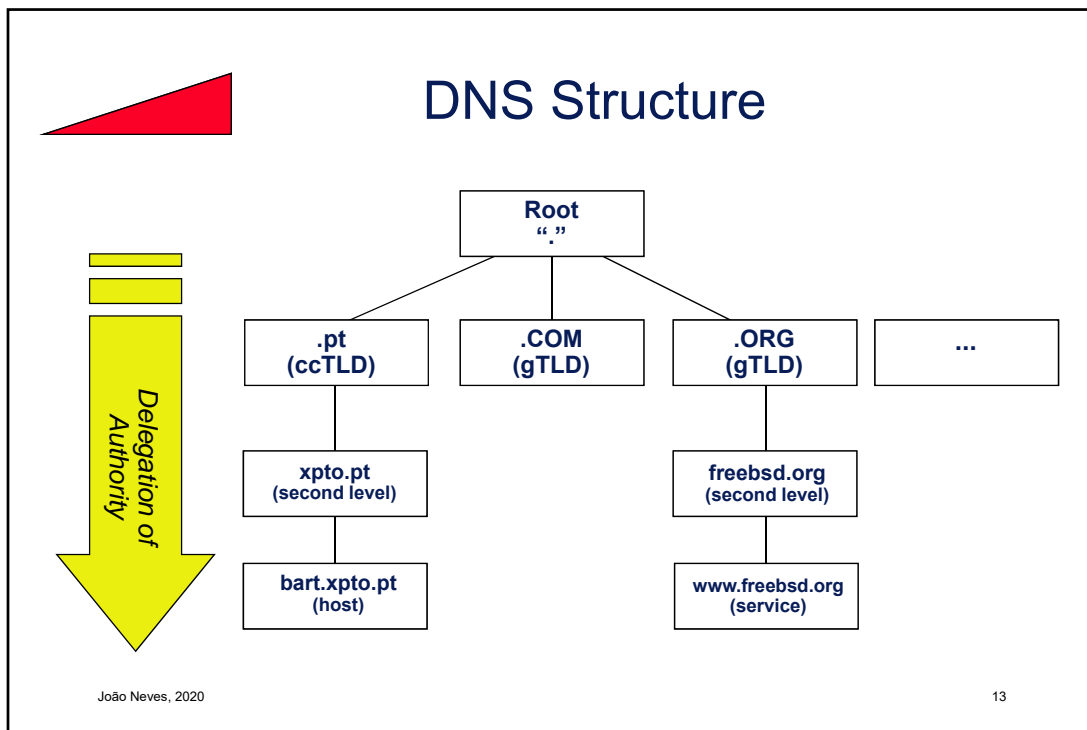 DNS Structure
Root
“.”
.pt
(ccTLD)
.COM
(gTLD)
.ORG
(gTLD)
...
Delegation of
Authority
xpto.pt
(second level)
freebsd.org
(second level)
bart.xpto.pt
(host)
www.freebsd.org
(service)
João Neves, 2020
13